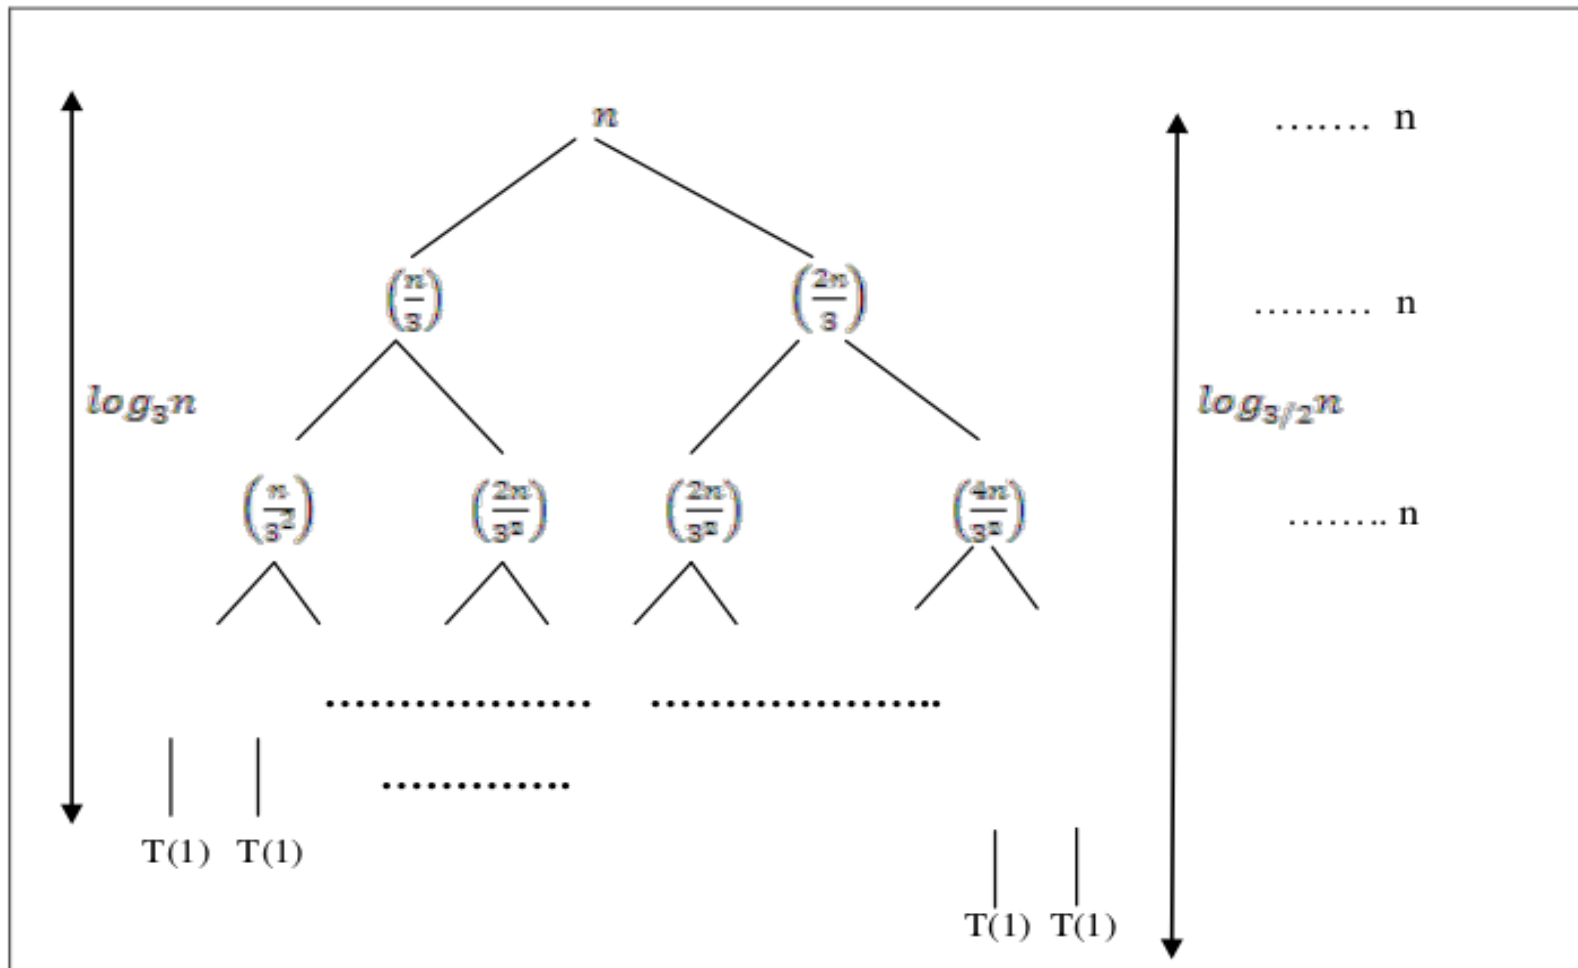 n ……. n
(n/3) (2n/3) ……… n
log₃n log₃/₂n
(n/3²) (2n/3²) (2n/3²) (4n/3²) …….. n
……………… ………………..
………….
T(1) T(1)
T(1) T(1)